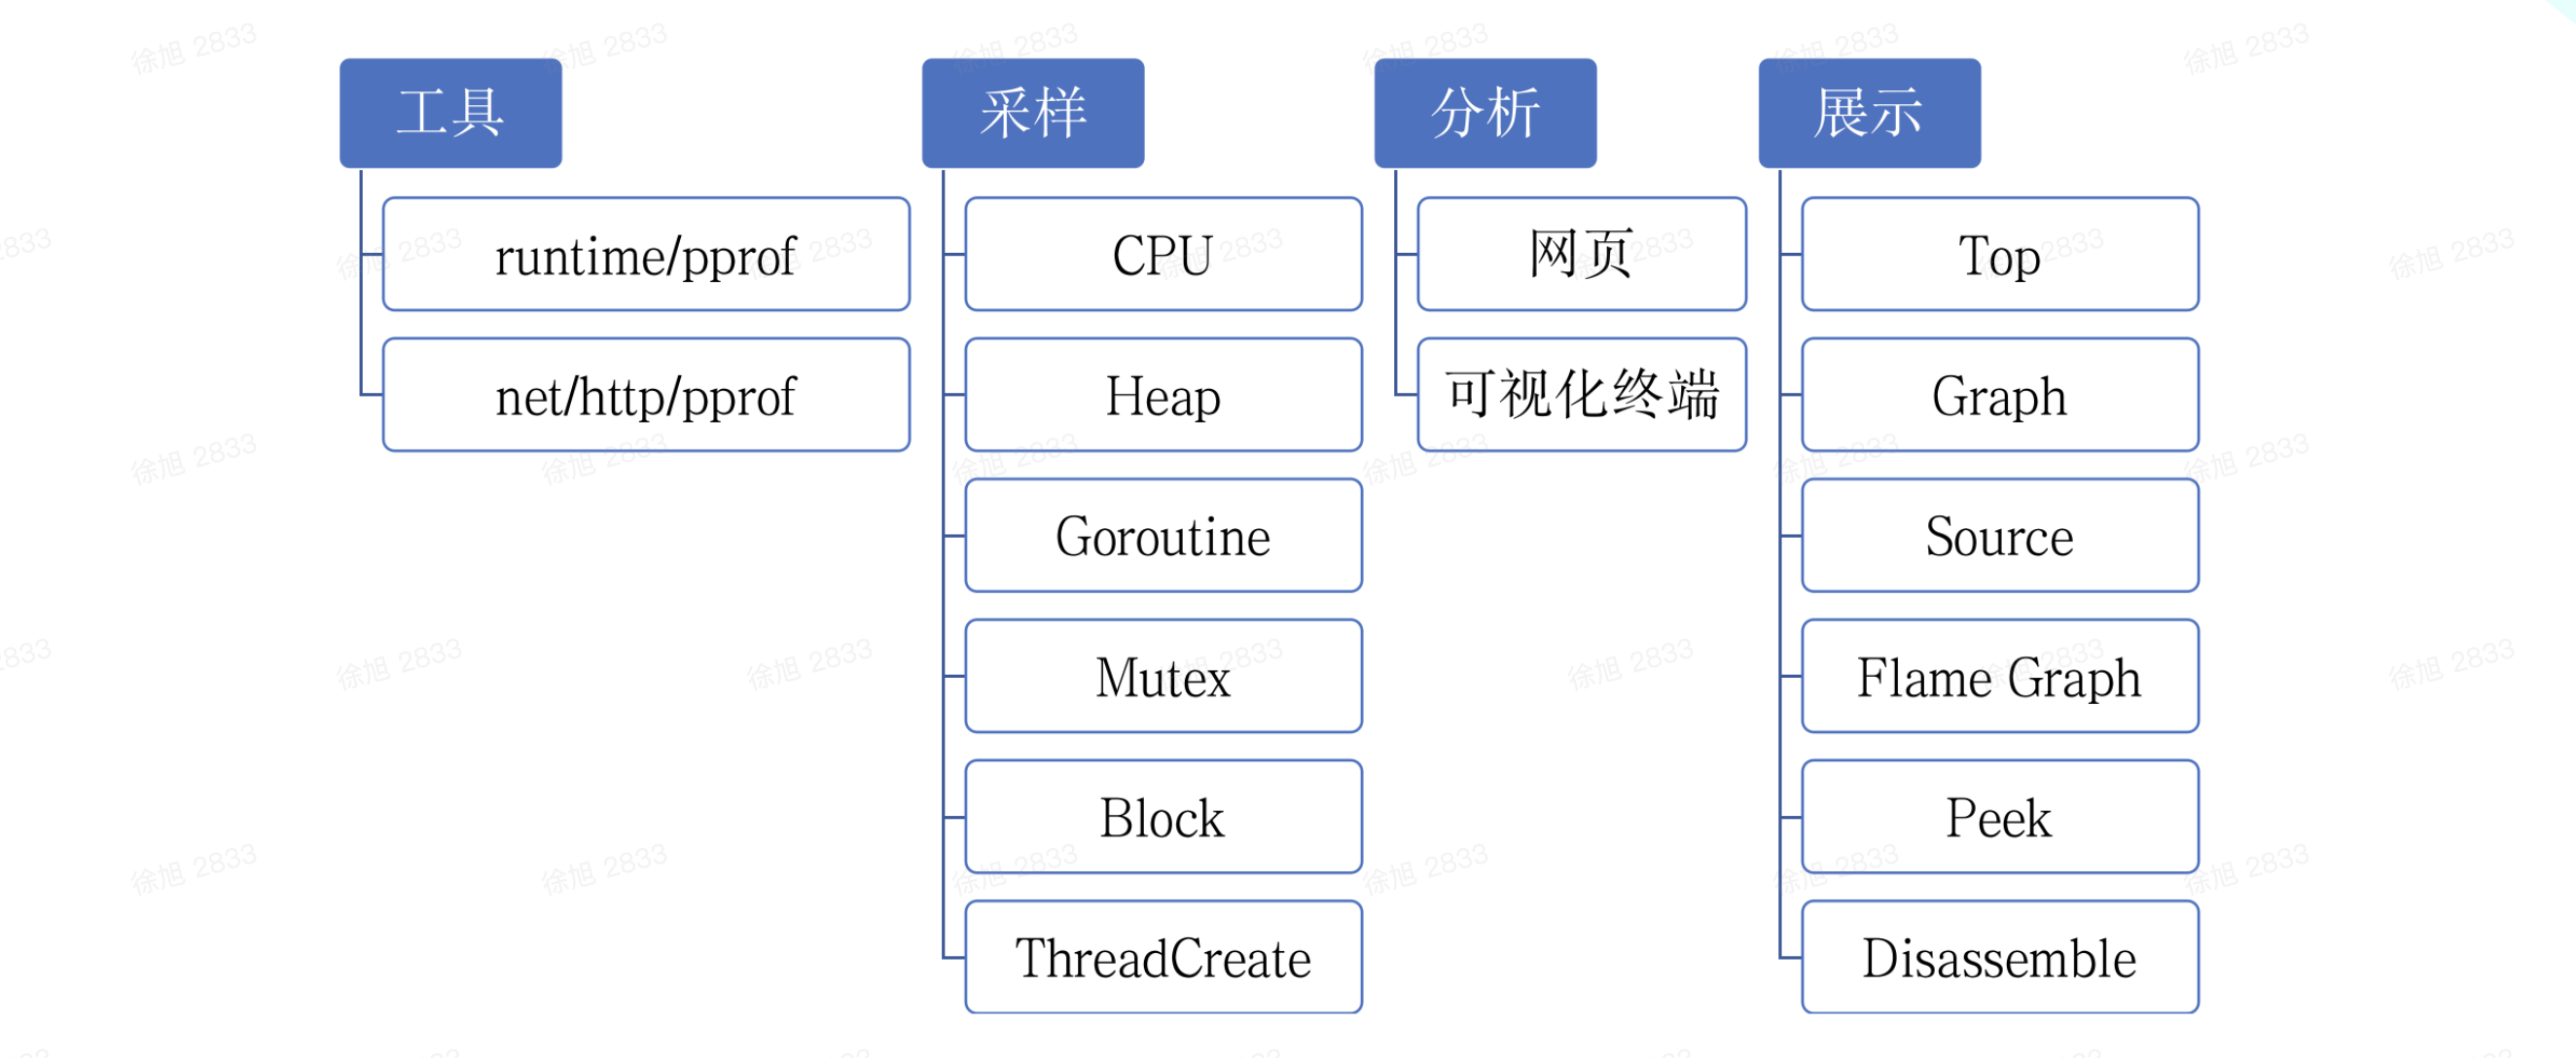 工具
runtime/pprof
net/http/pprof
采样
CPU
Heap
Goroutine
Mutex
Block
ThreadCreate
分析
网页
可视化终端
展示
Top
Graph
Source
Flame Graph
Peek
Disassemble
徐旭 2833